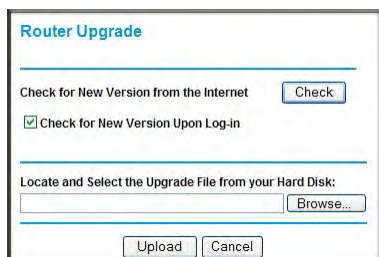 Router Upgrade
Check for New Version from the Internet Check
Check for New Version Upon Log-in
Locate and Select the Upgrade File from your Hard Disk:
Browse...
Upload Cancel